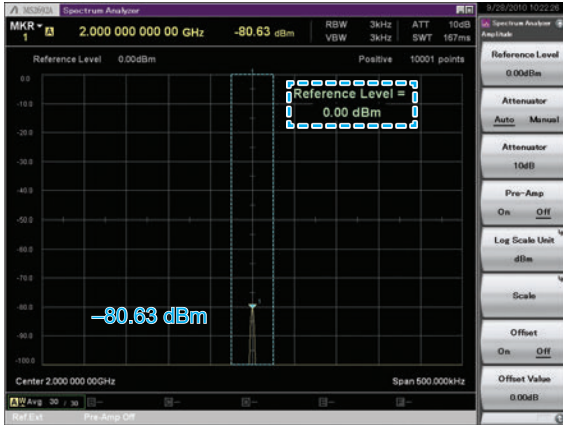 MS2692A Spectrum Analyzer
9/28/2010 10:22:26
MKR 1 A 2.000 000 000 00 GHz -80.63 dBm
RBW 3kHz
VBW 3kHz
ATT 10dB
SWT 167ms
Reference Level 0.00dBm Positive 10001 points
0.0
-10.0
-20.0
-30.0
-40.0
-50.0
-60.0
-70.0
-80.0
-90.0
-100.0
Reference Level =
0.00 dBm
1
–80.63 dBm
Center 2.000 000 00GHz Span 500.000kHz
Avg 30 / 30
Ref.Ext Pre-Amp Off
Spectrum Analyzer
Amplitude
Reference Level
0.00dBm
Attenuator
Auto Manual
Attenuator
10dB
Pre-Amp
On Off
Log Scale Unit
dBm
Scale
Offset
On Off
Offset Value
0.00dB